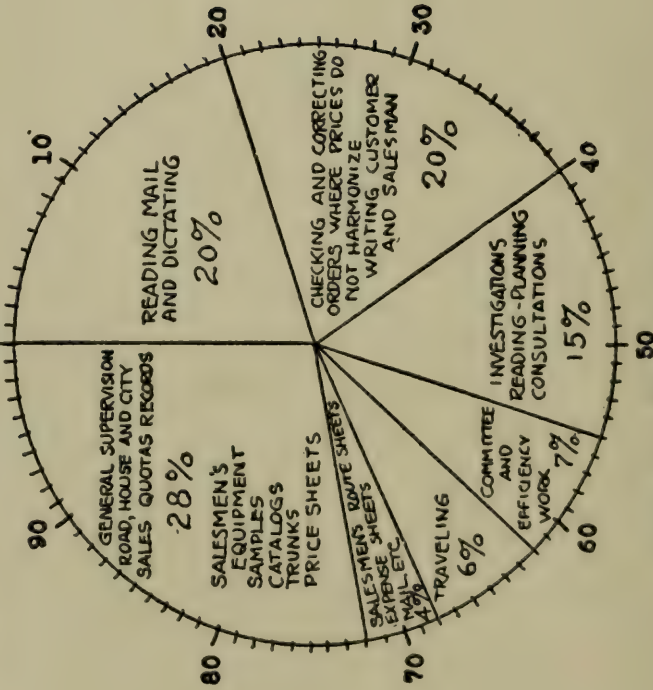 10
20
30
40
50
60
70
80
90
READING MAIL
AND DICTATING
20%
CHECKING AND CORRECTING
ORDERS WHERE PRICES DO
NOT HARMONIZE
WRITING CUSTOMER
AND SALESMAN
20%
INVESTIGATIONS
READING-PLANNING
CONSULTATIONS
15%
COMMITTEE
AND
EFFICIENCY
WORK 7%
TRAVELING
6%
SALESMEN'S ROUTE SHEETS
EXPENSE SHEETS
MAIL, ETC.
4%
GENERAL SUPERVISION
ROAD, HOUSE AND CITY
SALES QUOTAS RECORDS
28%
SALESMEN'S
EQUIPMENT
SAMPLES
CATALOGS
TRUNKS
PRICE SHEETS